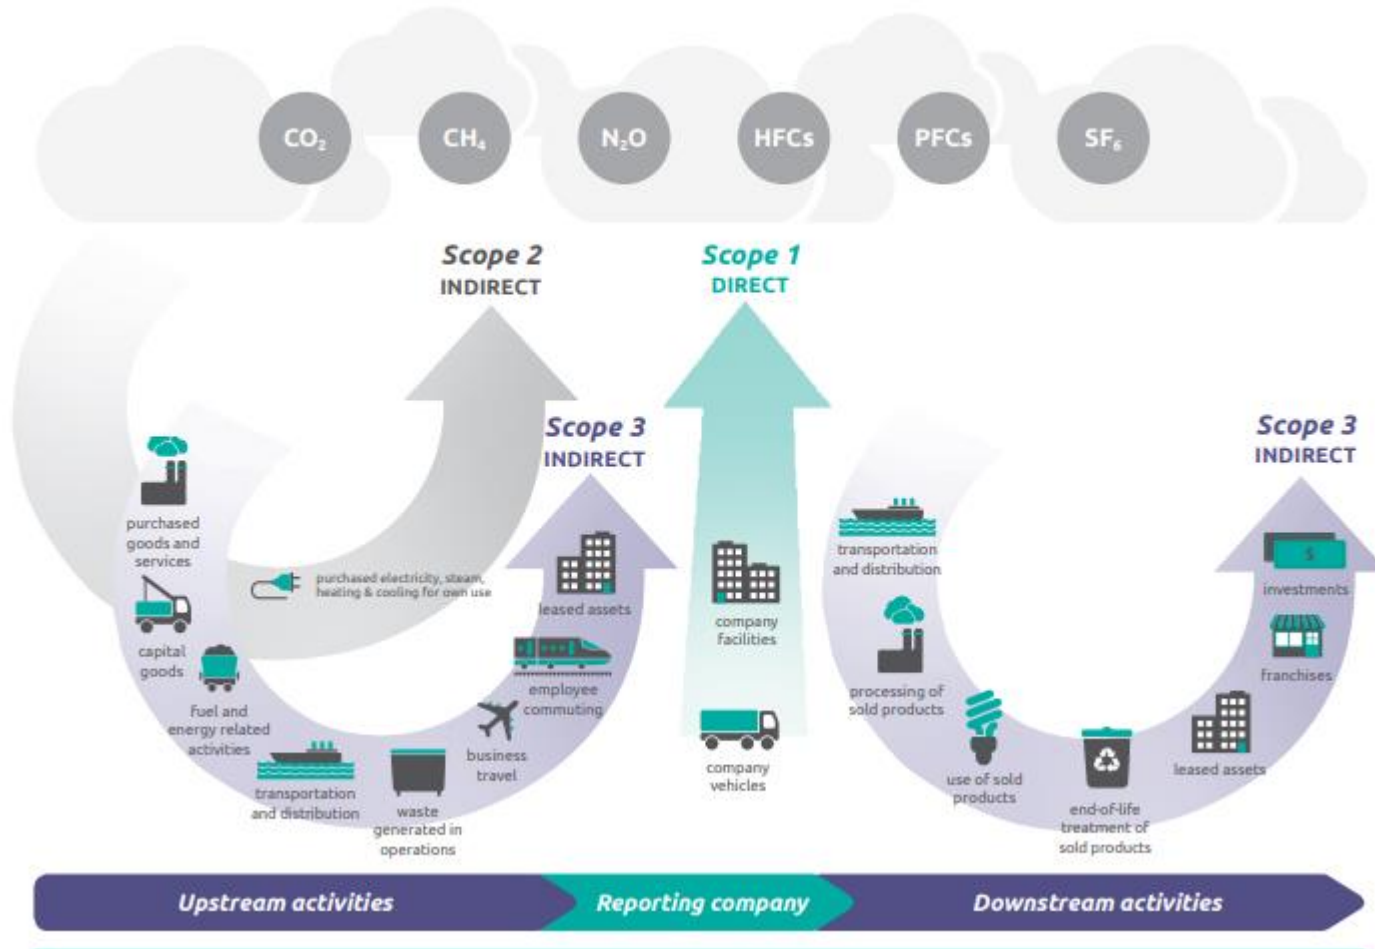 CO₂
CH₄
N₂O
HFCs
PFCs
SF₆
Scope 2
INDIRECT
Scope 1
DIRECT
Scope 3
INDIRECT
Scope 3
INDIRECT
purchased
goods and
services
capital
goods
fuel and
energy related
activities
transportation
and distribution
waste
generated in
operations
business
travel
employee
commuting
leased assets
purchased electricity, steam,
heating & cooling for own use
company
facilities
company
vehicles
transportation
and distribution
processing of
sold products
use of sold
products
end-of-life
treatment of
sold products
leased assets
franchises
investments
$
Upstream activities
Reporting company
Downstream activities